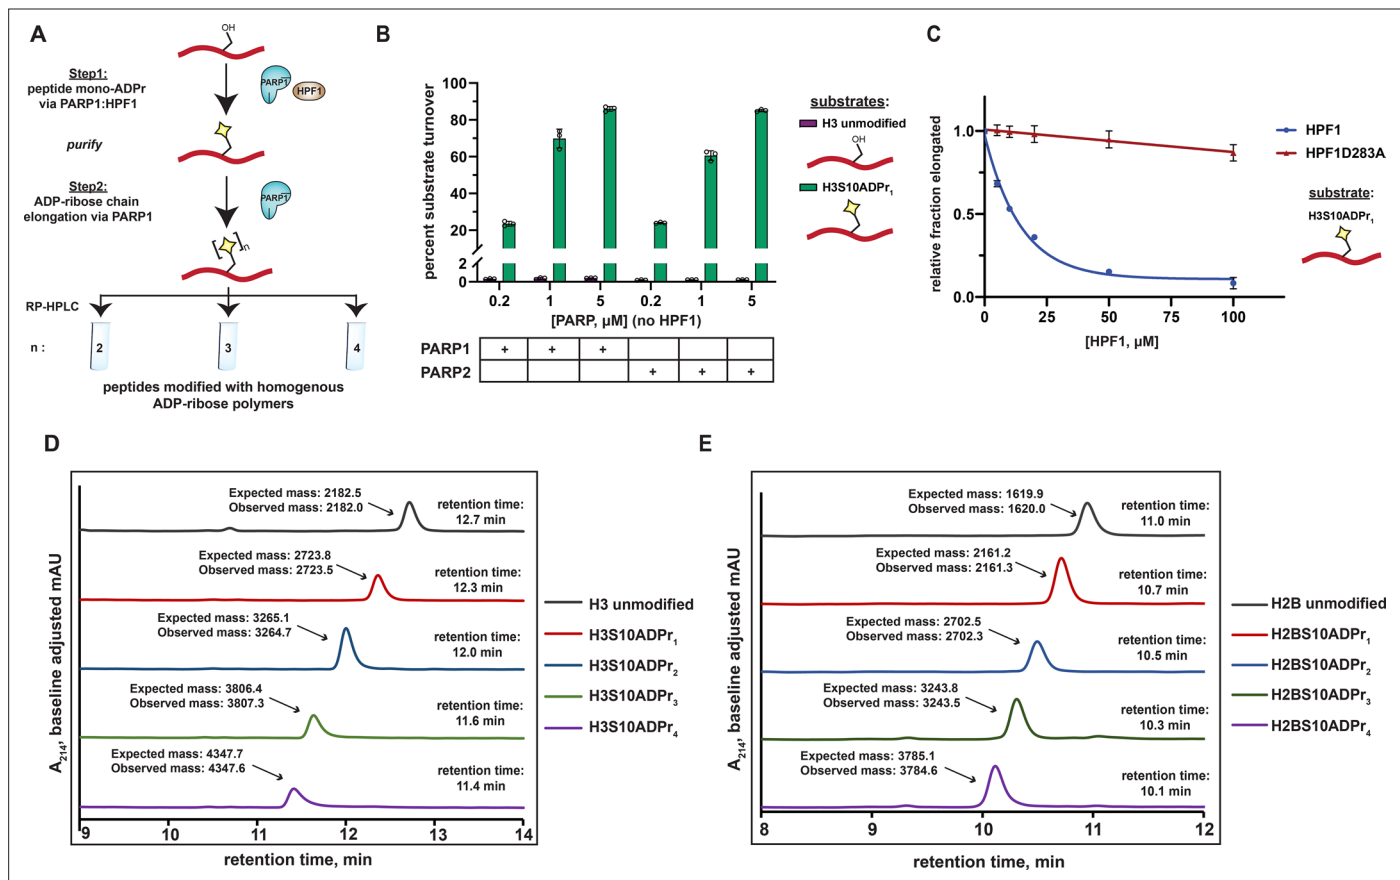 A
OH
Step1:
peptide mono-ADPr
via PARP1:HPF1
PARP1
HPF1
purify
Step2:
ADP-ribose chain
elongation via PARP1
PARP1
n
RP-HPLC
n :
2
3
4
peptides modified with homogenous
ADP-ribose polymers
B
percent substrate turnover
100
80
60
40
20
2
0
0.2
1
5
0.2
1
5
[PARP, µM] (no HPF1)
PARP1
+
+
+
PARP2
+
+
+
substrates:
H3 unmodified
OH
H3S10ADPr1
C
relative fraction elongated
1.0
0.5
0.0
0
25
50
75
100
[HPF1, µM]
HPF1
HPF1D283A
substrate:
H3S10ADPr1
D
A214, baseline adjusted mAU
Expected mass: 2182.5
Observed mass: 2182.0
retention time:
12.7 min
Expected mass: 2723.8
Observed mass: 2723.5
retention time:
12.3 min
Expected mass: 3265.1
Observed mass: 3264.7
retention time:
12.0 min
Expected mass: 3806.4
Observed mass: 3807.3
retention time:
11.6 min
Expected mass: 4347.7
Observed mass: 4347.6
retention time:
11.4 min
9
10
11
12
13
14
retention time, min
H3 unmodified
H3S10ADPr1
H3S10ADPr2
H3S10ADPr3
H3S10ADPr4
E
A214, baseline adjusted mAU
Expected mass: 1619.9
Observed mass: 1620.0
retention time:
11.0 min
Expected mass: 2161.2
Observed mass: 2161.3
retention time:
10.7 min
Expected mass: 2702.5
Observed mass: 2702.3
retention time:
10.5 min
Expected mass: 3243.8
Observed mass: 3243.5
retention time:
10.3 min
Expected mass: 3785.1
Observed mass: 3784.6
retention time:
10.1 min
8
9
10
11
12
retention time, min
H2B unmodified
H2BS10ADPr1
H2BS10ADPr2
H2BS10ADPr3
H2BS10ADPr4